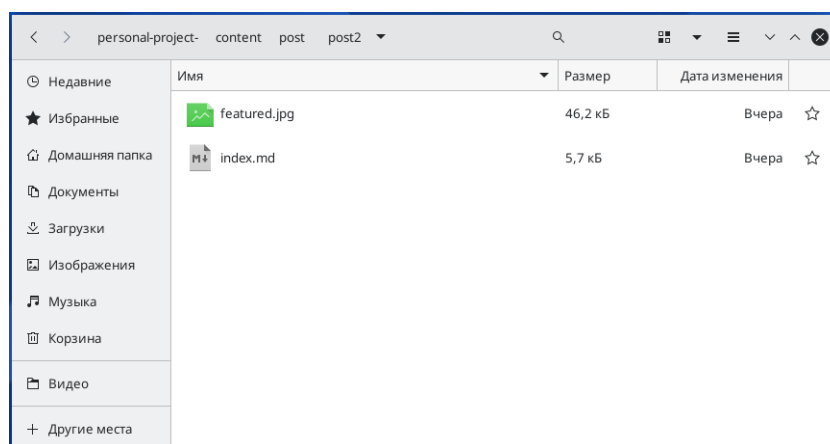 personal-project- content post post2
Недавние
Избранные
Домашняя папка
Документы
Загрузки
Изображения
Музыка
Корзина
Видео
Другие места
Имя Размер Дата изменения
featured.jpg 46,2 кБ Вчера
index.md 5,7 кБ Вчера